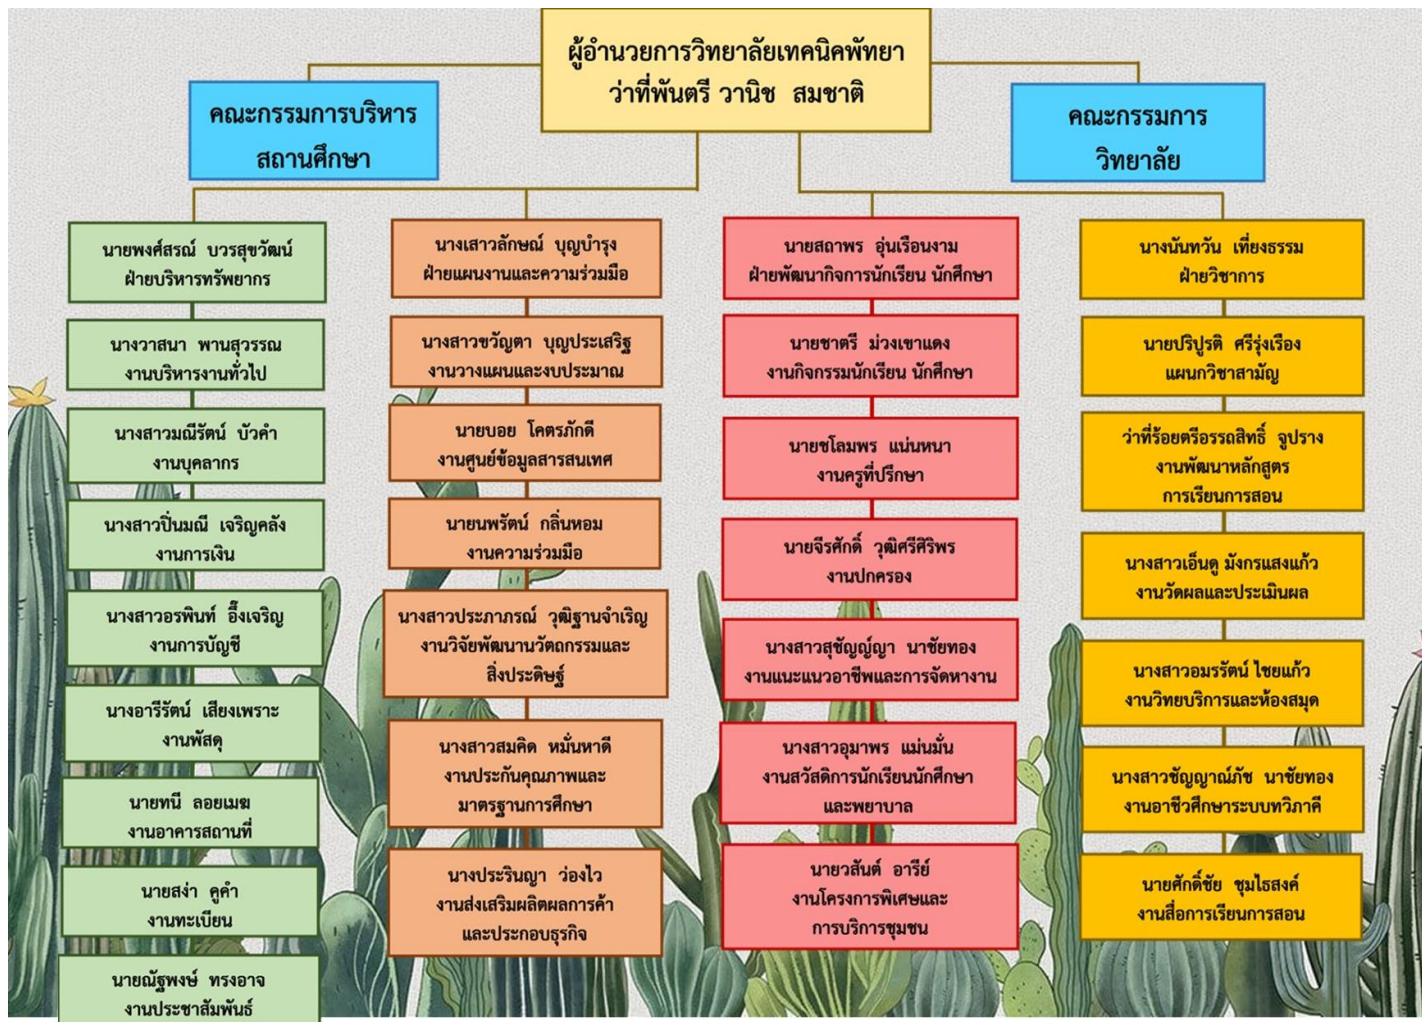 ผู้อำนวยการวิทยาลัยเทคนิคพัทยา
ว่าที่พันตรี วานิช สมชาติ
คณะกรรมการบริหาร
สถานศึกษา
คณะกรรมการ
วิทยาลัย
นายพงศ์สรณ์ บวรสุขวัฒน์
ฝ่ายบริหารทรัพยากร
นางวาสนา พานสุวรรณ
งานบริหารงานทั่วไป
นางสาวมณีรัตน์ บัวคำ
งานบุคลากร
นางสาวปิ่นมณี เจริญคลัง
งานการเงิน
นางสาวอรพินท์ อึ๊งเจริญ
งานการบัญชี
นางอารีรัตน์ เสียงเพราะ
งานพัสดุ
นายทนี ลอยเมฆ
งานอาคารสถานที่
นายสง่า คูคำ
งานทะเบียน
นายณัฐพงษ์ ทรงอาจ
งานประชาสัมพันธ์
นางเสาวลักษณ์ บุญบำรุง
ฝ่ายแผนงานและความร่วมมือ
นางสาวขวัญตา บุญประเสริฐ
งานวางแผนและงบประมาณ
นายบอย โคตรภักดี
งานศูนย์ข้อมูลสารสนเทศ
นายนพรัตน์ กลิ่นหอม
งานความร่วมมือ
นางสาวประภาภรณ์ วุฒิฐานจำเริญ
งานวิจัยพัฒนานวัตถกรรมและ
สิ่งประดิษฐ์
นางสาวสมคิด หมั่นหาดี
งานประกันคุณภาพและ
มาตรฐานการศึกษา
นางประรินญา ว่องไว
งานส่งเสริมผลิตผลการค้า
และประกอบธุรกิจ
นายสถาพร อุ่นเรือนงาม
ฝ่ายพัฒนากิจการนักเรียน นักศึกษา
นายชาตรี ม่วงเขาแดง
งานกิจกรรมนักเรียน นักศึกษา
นายชโลมพร แน่นหนา
งานครูที่ปรึกษา
นายจีรศักดิ์ วุฒิศรีศิริพร
งานปกครอง
นางสาวสุชัญญ์ญา นาชัยทอง
งานแนะแนวอาชีพและการจัดหางาน
นางสาวอุมาพร แม่นมั่น
งานสวัสดิการนักเรียนนักศึกษา
และพยาบาล
นายวสันต์ อารีย์
งานโครงการพิเศษและ
การบริการชุมชน
นางนันทวัน เที่ยงธรรม
ฝ่ายวิชาการ
นายปริปูรติ ศรีรุ่งเรือง
แผนกวิชาสามัญ
ว่าที่ร้อยตรีอรรถสิทธิ์ จูปราง
งานพัฒนาหลักสูตร
การเรียนการสอน
นางสาวเอ็นดู มังกรแสงแก้ว
งานวัดผลและประเมินผล
นางสาวอมรรัตน์ ไชยแก้ว
งานวิทยบริการและห้องสมุด
นางสาวชัญญาณ์ภัช นาชัยทอง
งานอาชีวศึกษาระบบทวิภาคี
นายศักดิ์ชัย ชุมไธสงค์
งานสื่อการเรียนการสอน